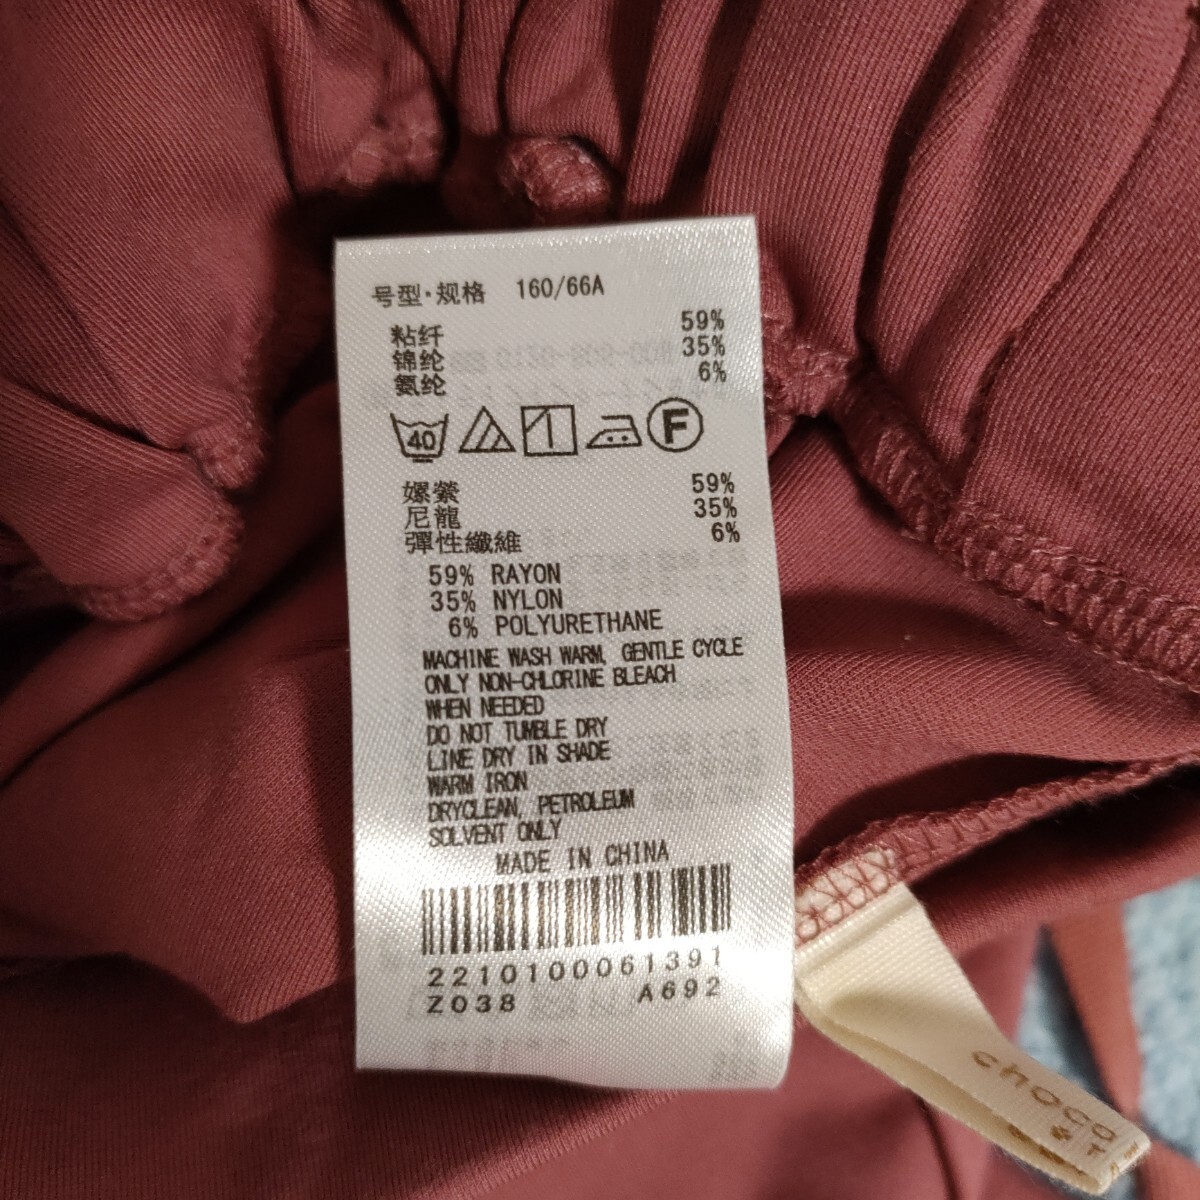 号型·规格 160/66A
粘纤 59%
锦纶 35%
氨纶 6%
40 F
嫘縈 59%
尼龍 35%
彈性纖維 6%
59% RAYON
35% NYLON
6% POLYURETHANE
MACHINE WASH WARM, GENTLE CYCLE
ONLY NON-CHLORINE BLEACH
WHEN NEEDED
DO NOT TUMBLE DRY
LINE DRY IN SHADE
WARM IRON
DRYCLEAN, PETROLEUM
SOLVENT ONLY
MADE IN CHINA
2210100061391
Z038 A692
choco